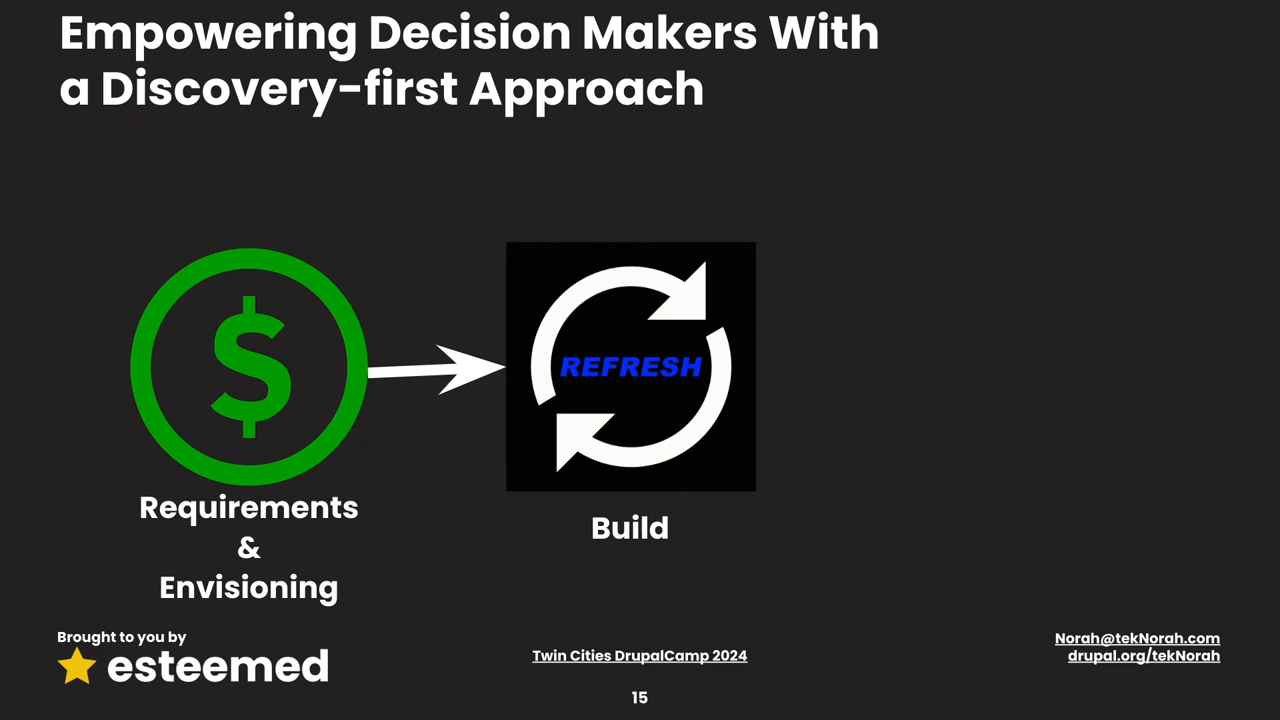 Empowering Decision Makers With
a Discovery-first Approach
$
REFRESH
Requirements
&
Envisioning
Build
Brought to you by
esteemed
Twin Cities DrupalCamp 2024
Norah@tekNorah.com
drupal.org/tekNorah
15